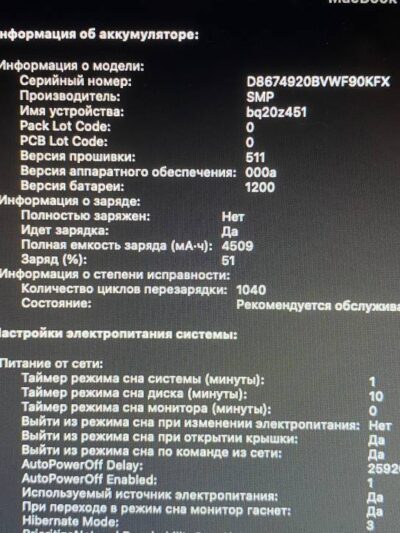 MacBook
нформация об аккумуляторе:
Информация о модели:
Серийный номер: D8674920BVWF90KFX
Производитель: SMP
Имя устройства: bq20z451
Pack Lot Code: 0
PCB Lot Code: 0
Версия прошивки: 511
Версия аппаратного обеспечения: 000a
Версия батареи: 1200
Информация о заряде:
Полностью заряжен: Нет
Идет зарядка: Да
Полная емкость заряда (мА·ч): 4509
Заряд (%): 51
Информация о степени исправности:
Количество циклов перезарядки: 1040
Состояние: Рекомендуется обслужива
Настройки электропитания системы:
Питание от сети:
Таймер режима сна системы (минуты): 1
Таймер режима сна диска (минуты): 10
Таймер режима сна монитора (минуты): 0
Выйти из режима сна при изменении электропитания: Нет
Выйти из режима сна при открытии крышки: Да
Выйти из режима сна по команде из сети: Да
AutoPowerOff Delay: 2592
AutoPowerOff Enabled: 1
Используемый источник электропитания: Да
При переходе в режим сна монитор гаснет: Да
Hibernate Mode: 3